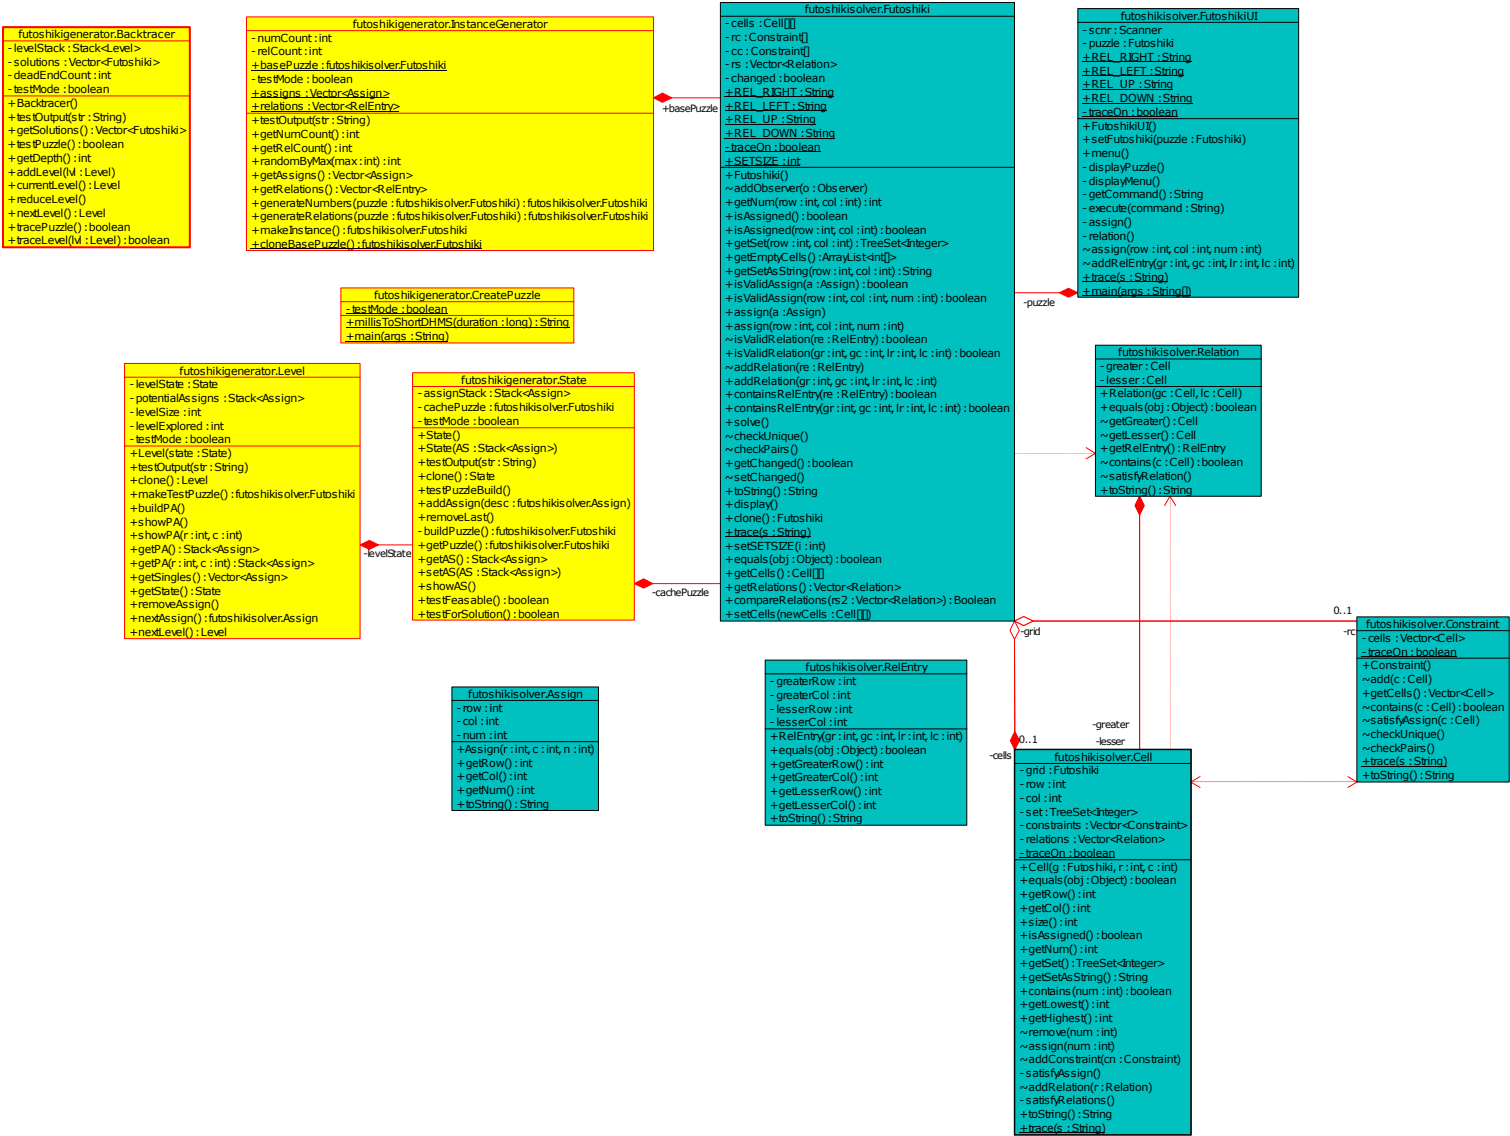 futoshikigenerator.Backtracer
- levelStack : Stack<Level>
- solutions : Vector<Futoshiki>
- deadEndCount : int
- testMode : boolean
+Backtracer()
+testOutput(str : String)
+getSolutions() : Vector<Futoshiki>
+testPuzzle() : boolean
+getDepth() : int
+addLevel(lvl : Level)
+currentLevel() : Level
+reduceLevel()
+nextLevel() : Level
+tracePuzzle() : boolean
+traceLevel(lvl : Level) : boolean
futoshikigenerator.InstanceGenerator
- numCount : int
- relCount : int
+basePuzzle : futoshikisolver.Futoshiki
- testMode : boolean
+assigns : Vector<Assign>
+relations : Vector<RelEntry>
+testOutput(str : String)
+getNumCount() : int
+getRelCount() : int
+randomByMax(max : int) : int
+getAssigns() : Vector<Assign>
+getRelations() : Vector<RelEntry>
+generateNumbers(puzzle : futoshikisolver.Futoshiki) : futoshikisolver.Futoshiki
+generateRelations(puzzle : futoshikisolver.Futoshiki) : futoshikisolver.Futoshiki
+makeInstance() : futoshikisolver.Futoshiki
+cloneBasePuzzle() : futoshikisolver.Futoshiki
+basePuzzle
futoshikisolver.Futoshiki
- cells : Cell[][]
- rc : Constraint[]
- cc : Constraint[]
- rs : Vector<Relation>
- changed : boolean
+REL_RIGHT : String
+REL_LEFT : String
+REL_UP : String
+REL_DOWN : String
- traceOn : boolean
+SETSIZE : int
+Futoshiki()
~addObserver(o : Observer)
+getNum(row : int, col : int) : int
+isAssigned() : boolean
+isAssigned(row : int, col : int) : boolean
+getSet(row : int, col : int) : TreeSet<Integer>
+getEmptyCells() : ArrayList<int[]>
+getSetAsString(row : int, col : int) : String
+isValidAssign(a : Assign) : boolean
+isValidAssign(row : int, col : int, num : int) : boolean
+assign(a : Assign)
+assign(row : int, col : int, num : int)
~isValidRelation(re : RelEntry) : boolean
+isValidRelation(gr : int, gc : int, lr : int, lc : int) : boolean
~addRelation(re : RelEntry)
+addRelation(gr : int, gc : int, lr : int, lc : int)
+containsRelEntry(re : RelEntry) : boolean
+containsRelEntry(gr : int, gc : int, lr : int, lc : int) : boolean
+solve()
~checkUnique()
~checkPairs()
+getChanged() : boolean
~setChanged()
+toString() : String
+display()
+clone() : Futoshiki
+trace(s : String)
+setSETSIZE(i : int)
+equals(obj : Object) : boolean
+getCells() : Cell[][]
+getRelations() : Vector<Relation>
+compareRelations(rs2 : Vector<Relation>) : Boolean
+setCells(newCells : Cell[][])
futoshikisolver.FutoshikiUI
- scnr : Scanner
- puzzle : Futoshiki
+REL_RIGHT : String
+REL_LEFT : String
+REL_UP : String
+REL_DOWN : String
- traceOn : boolean
+FutoshikiUI()
+setFutoshiki(puzzle : Futoshiki)
+menu()
- displayPuzzle()
- displayMenu()
- getCommand() : String
- execute(command : String)
- assign()
- relation()
~assign(row : int, col : int, num : int)
~addRelEntry(gr : int, gc : int, lr : int, lc : int)
+trace(s : String)
+main(args : String[])
-puzzle
futoshikigenerator.CreatePuzzle
- testMode : boolean
+millisToShortDHMS(duration : long) : String
+main(args : String)
futoshikisolver.Relation
- greater : Cell
- lesser : Cell
+Relation(gc : Cell, lc : Cell)
+equals(obj : Object) : boolean
~getGreater() : Cell
~getLesser() : Cell
+getRelEntry() : RelEntry
~contains(c : Cell) : boolean
~satisfyRelation()
+toString() : String
futoshikigenerator.Level
- levelState : State
- potentialAssigns : Stack<Assign>
- levelSize : int
- levelExplored : int
- testMode : boolean
+Level(state : State)
+testOutput(str : String)
+clone() : Level
+makeTestPuzzle() : futoshikisolver.Futoshiki
+buildPA()
+showPA()
+showPA(r : int, c : int)
+getPA() : Stack<Assign>
+getPA(r : int, c : int) : Stack<Assign>
+getSingles() : Vector<Assign>
+getState() : State
+removeAssign()
+nextAssign() : futoshikisolver.Assign
+nextLevel() : Level
-levelState
futoshikigenerator.State
- assignStack : Stack<Assign>
- cachePuzzle : futoshikisolver.Futoshiki
- testMode : boolean
+State()
+State(AS : Stack<Assign>)
+testOutput(str : String)
+clone() : State
+testPuzzleBuild()
+addAssign(desc : futoshikisolver.Assign)
+removeLast()
- buildPuzzle() : futoshikisolver.Futoshiki
+getPuzzle() : futoshikisolver.Futoshiki
+getAS() : Stack<Assign>
+setAS(AS : Stack<Assign>)
+showAS()
+testFeasable() : boolean
+testForSolution() : boolean
-cachePuzzle
-grid
0..1
-rc
futoshikisolver.Constraint
- cells : Vector<Cell>
- traceOn : boolean
+Constraint()
~add(c : Cell)
+getCells() : Vector<Cell>
~contains(c : Cell) : boolean
~satisfyAssign(c : Cell)
~checkUnique()
~checkPairs()
+trace(s : String)
+toString() : String
futoshikisolver.Assign
- row : int
- col : int
- num : int
+Assign(r : int, c : int, n : int)
+getRow() : int
+getCol() : int
+getNum() : int
+toString() : String
futoshikisolver.RelEntry
- greaterRow : int
- greaterCol : int
- lesserRow : int
- lesserCol : int
+RelEntry(gr : int, gc : int, lr : int, lc : int)
+equals(obj : Object) : boolean
+getGreaterRow() : int
+getGreaterCol() : int
+getLesserRow() : int
+getLesserCol() : int
+toString() : String
-greater
-lesser
0..1
-cells
futoshikisolver.Cell
- grid : Futoshiki
- row : int
- col : int
- set : TreeSet<Integer>
- constraints : Vector<Constraint>
- relations : Vector<Relation>
- traceOn : boolean
+Cell(g : Futoshiki, r : int, c : int)
+equals(obj : Object) : boolean
+getRow() : int
+getCol() : int
+size() : int
+isAssigned() : boolean
+getNum() : int
+getSet() : TreeSet<Integer>
+getSetAsString() : String
+contains(num : int) : boolean
+getLowest() : int
+getHighest() : int
~remove(num : int)
~assign(num : int)
~addConstraint(cn : Constraint)
- satisfyAssign()
~addRelation(r : Relation)
- satisfyRelations()
+toString() : String
+trace(s : String)